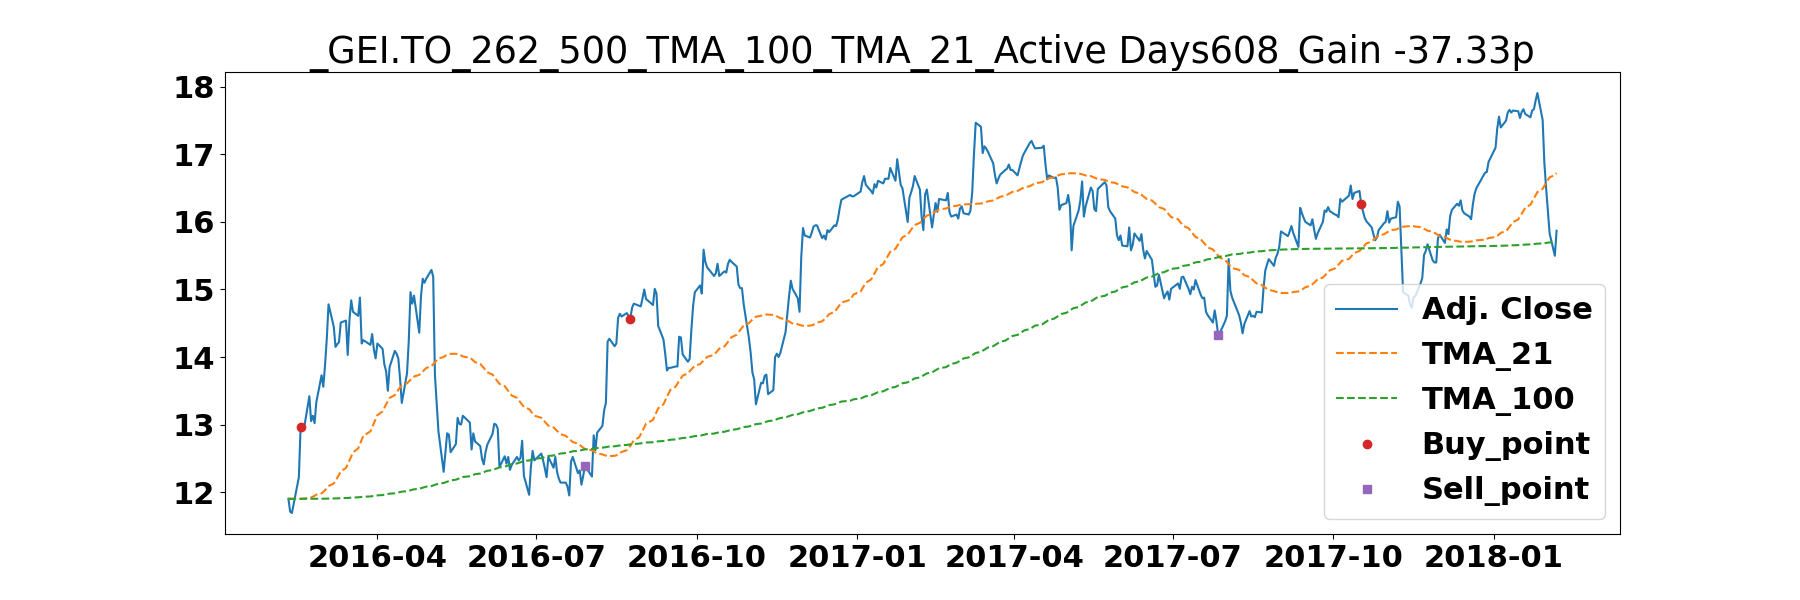 _GEI.TO_262_500_TMA_100_TMA_21_Active Days608_Gain -37.33p
18
17
16
15
14
13
12
2016-04 2016-07 2016-10 2017-01 2017-04 2017-07 2017-10 2018-01
Adj. Close
TMA_21
TMA_100
Buy_point
Sell_point